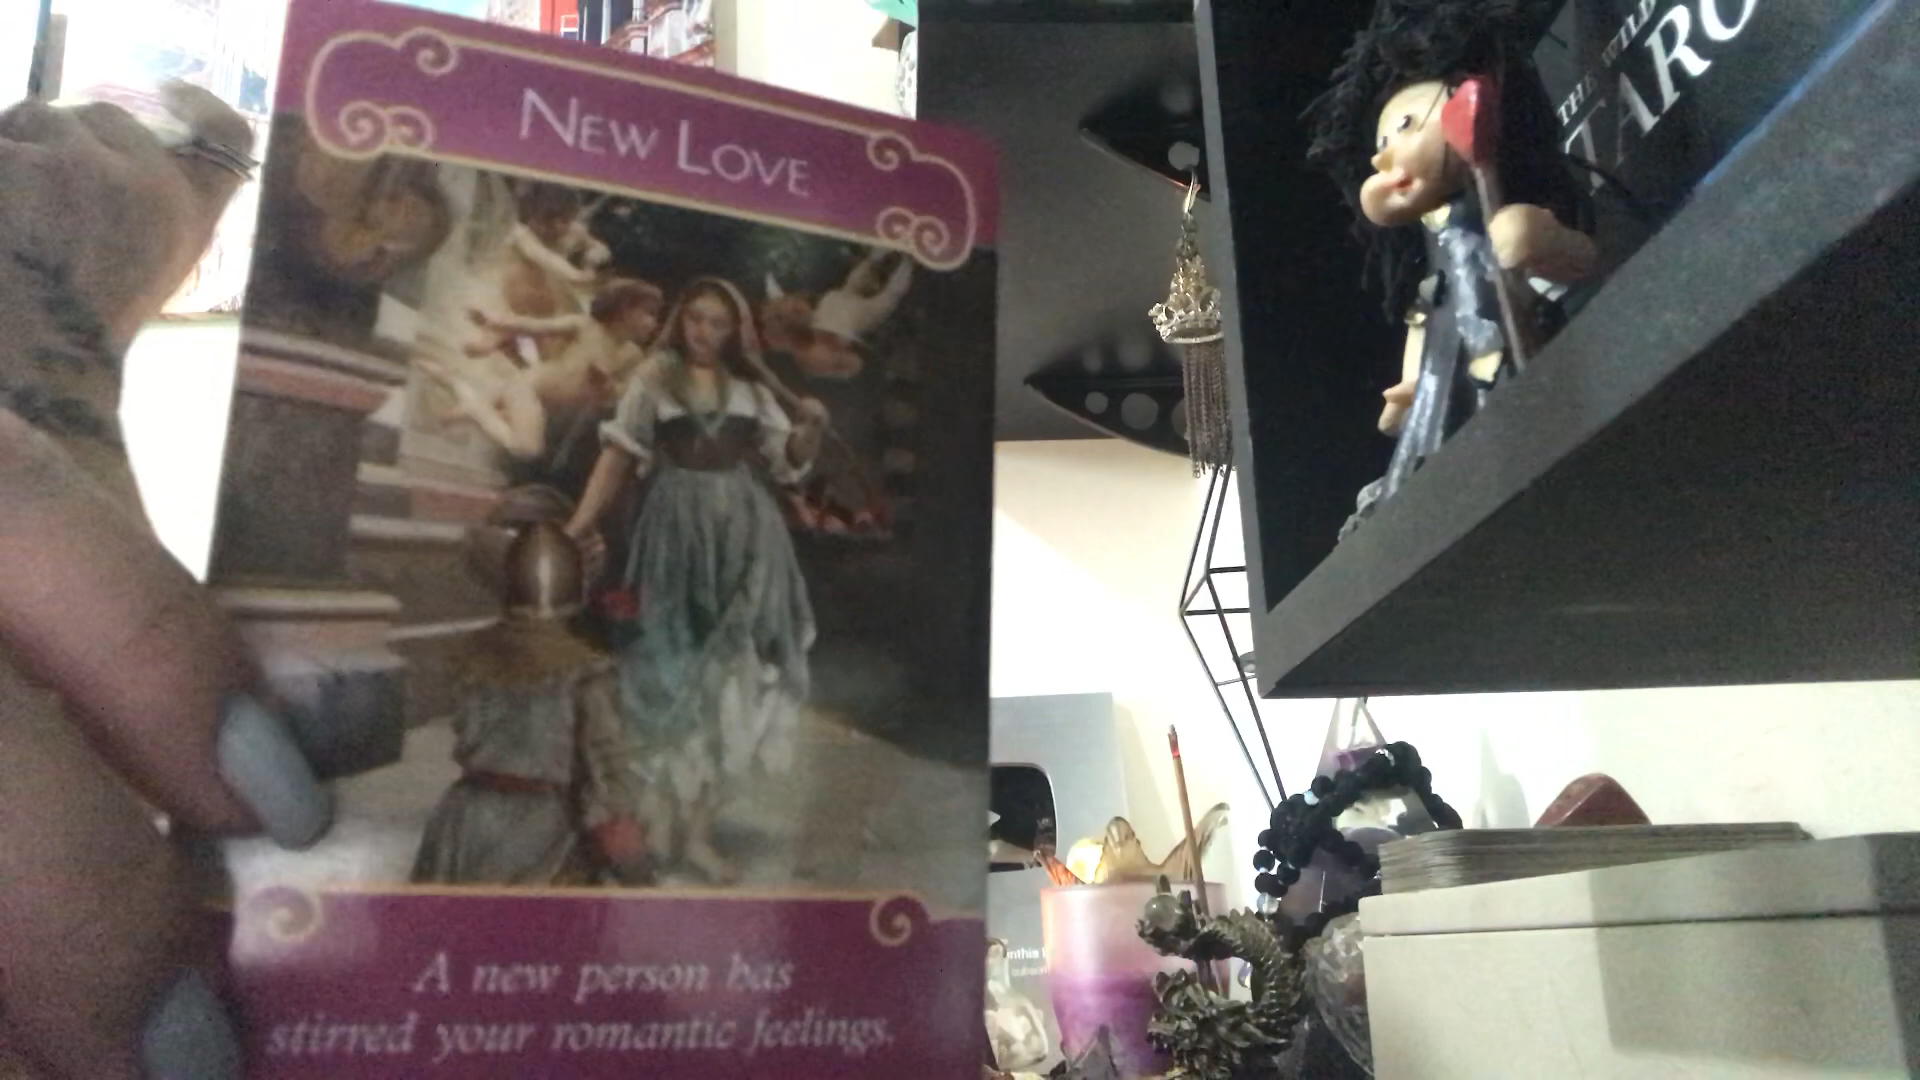 NEW LOVE
A new person has
stirred your romantic feelings.
THE WILD
TARO